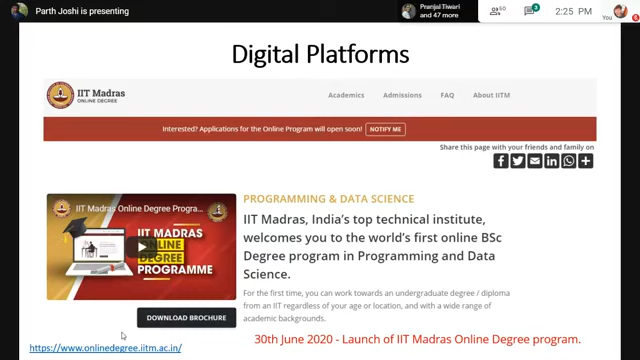 Parth Joshi is presenting
Pranjal Tiwari
and 47 more
60
3
2:25 PM
You
6
Digital Platforms
IIT Madras
ONLINE DEGREE
Academics Admissions FAQ About IITM
Interested? Applications for the Online Program will open soon! NOTIFY ME
Share this page with your friends and family on
IIT Madras Online Degree Progra...
IIT MADRAS
ONLINE
DEGREE
PROGRAMME
DOWNLOAD BROCHURE
https://www.onlinedegree.iitm.ac.in/
PROGRAMMING & DATA SCIENCE
IIT Madras, India's top technical institute,
welcomes you to the world's first online BSc
Degree program in Programming and Data
Science.
For the first time, you can work towards an undergraduate degree / diploma
from an IIT regardless of your age or location, and with a wide range of
academic backgrounds.
30th June 2020 - Launch of IIT Madras Online Degree program.